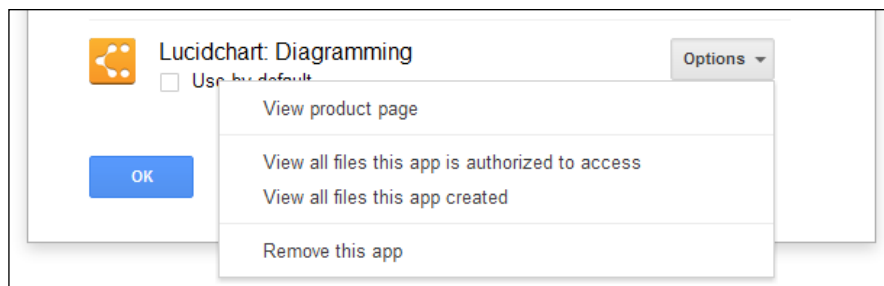 Lucidchart: Diagramming
Options
Use by default
View product page
View all files this app is authorized to access
View all files this app created
OK
Remove this app